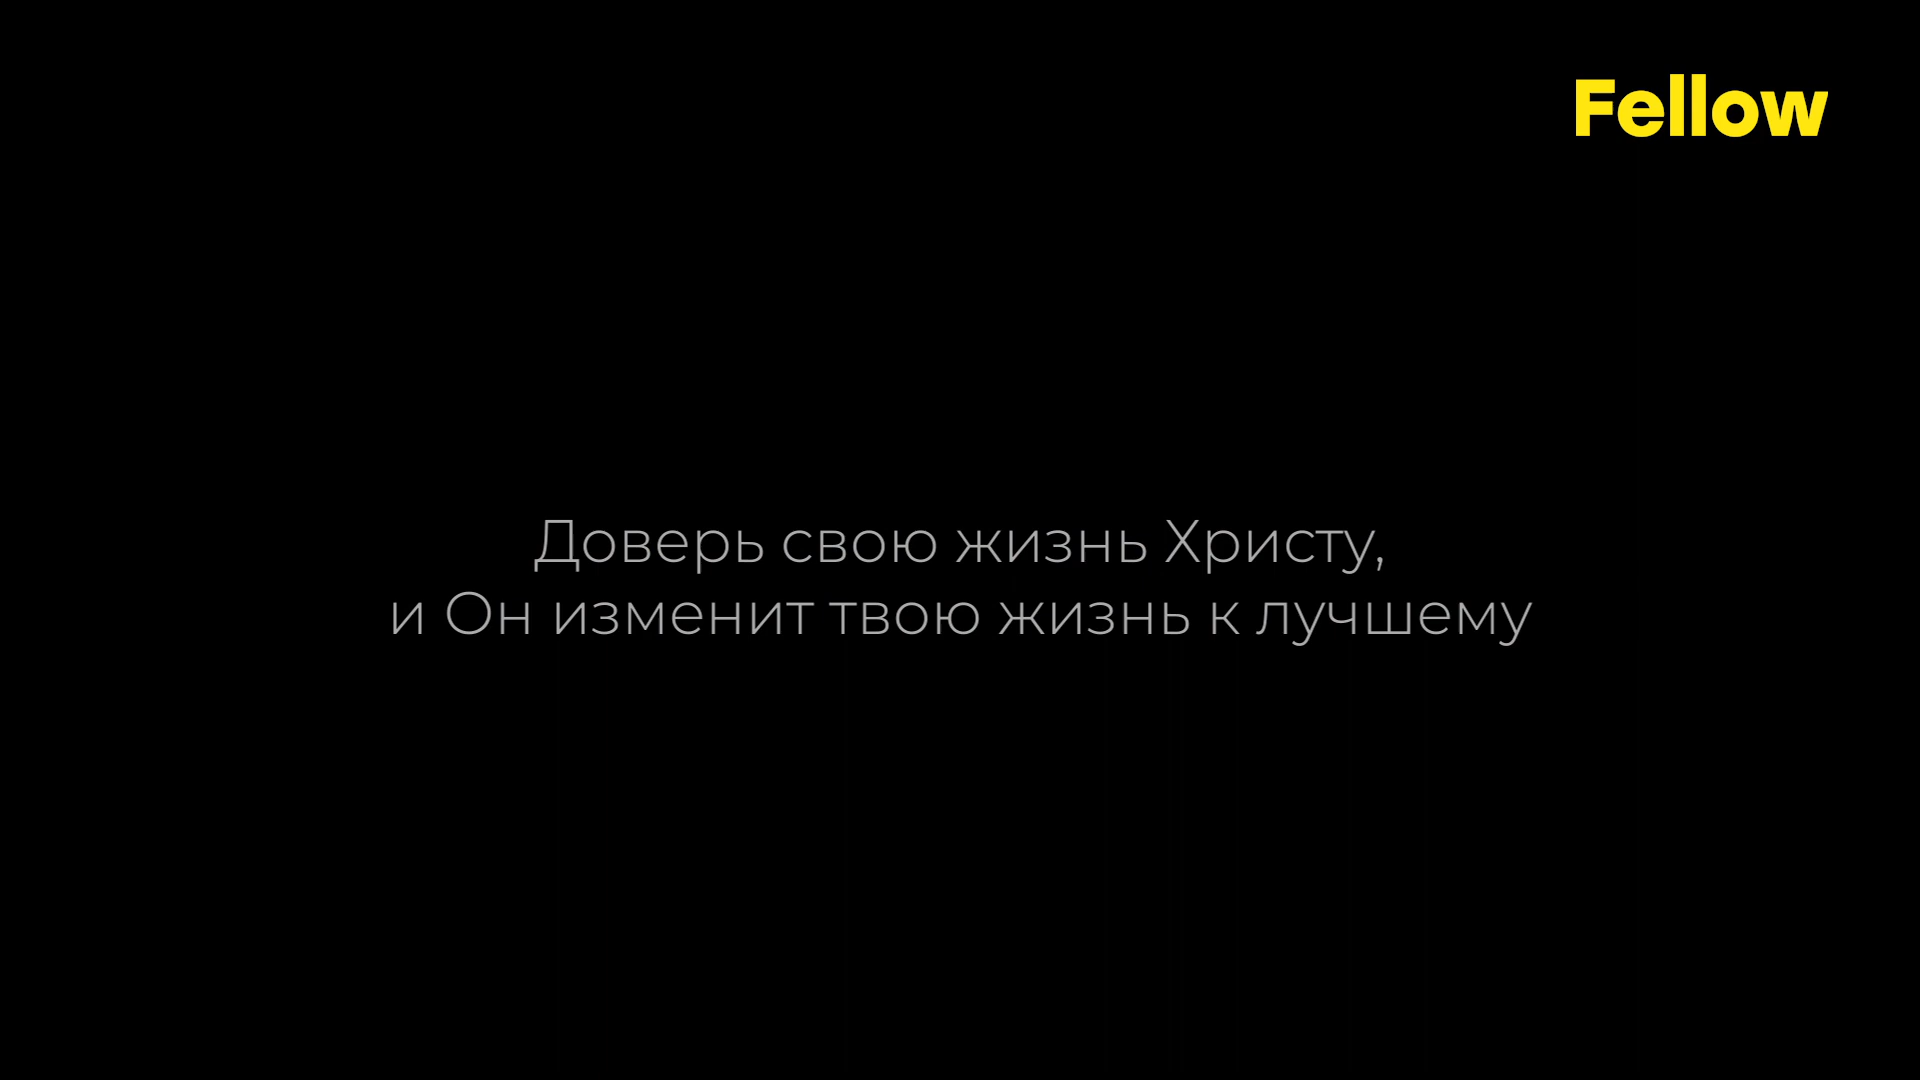 Fellow
Доверь свою жизнь Христу,
и Он изменит твою жизнь к лучшему